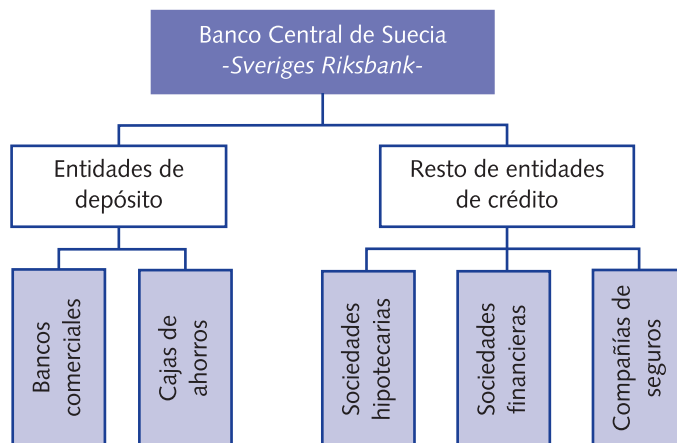 Banco Central de Suecia
-Sveriges Riksbank-
Entidades de
depósito
Resto de entidades
de crédito
Bancos
comerciales
Cajas de
ahorros
Sociedades
hipotecarias
Sociedades
financieras
Compañías de
seguros